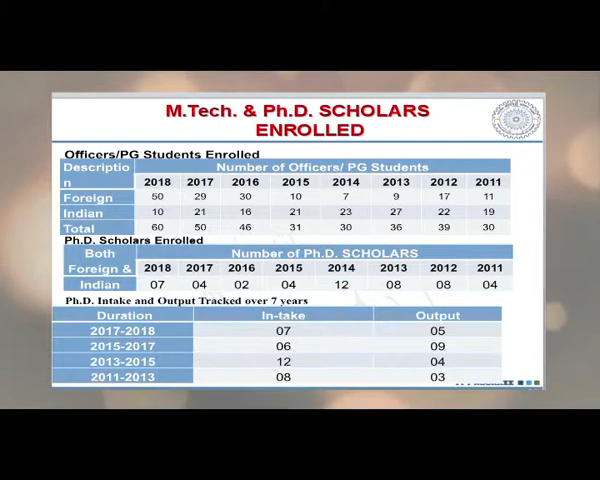 M.Tech. & Ph.D. SCHOLARS
ENROLLED
Officers/PG Students Enrolled
Descriptio
n
Number of Officers/ PG Students
2018 2017 2016 2015 2014 2013 2012 2011
Foreign 50 29 30 10 7 9 17 11
Indian 10 21 16 21 23 27 22 19
Total 60 50 46 31 30 36 39 30
Ph.D. Scholars Enrolled
Both
Foreign &
Indian
Number of Ph.D. SCHOLARS
2018 2017 2016 2015 2014 2013 2012 2011
07 04 02 04 12 08 08 04
Ph.D. Intake and Output Tracked over 7 years
Duration In-take Output
2017-2018 07 05
2015-2017 06 09
2013-2015 12 04
2011-2013 08 03